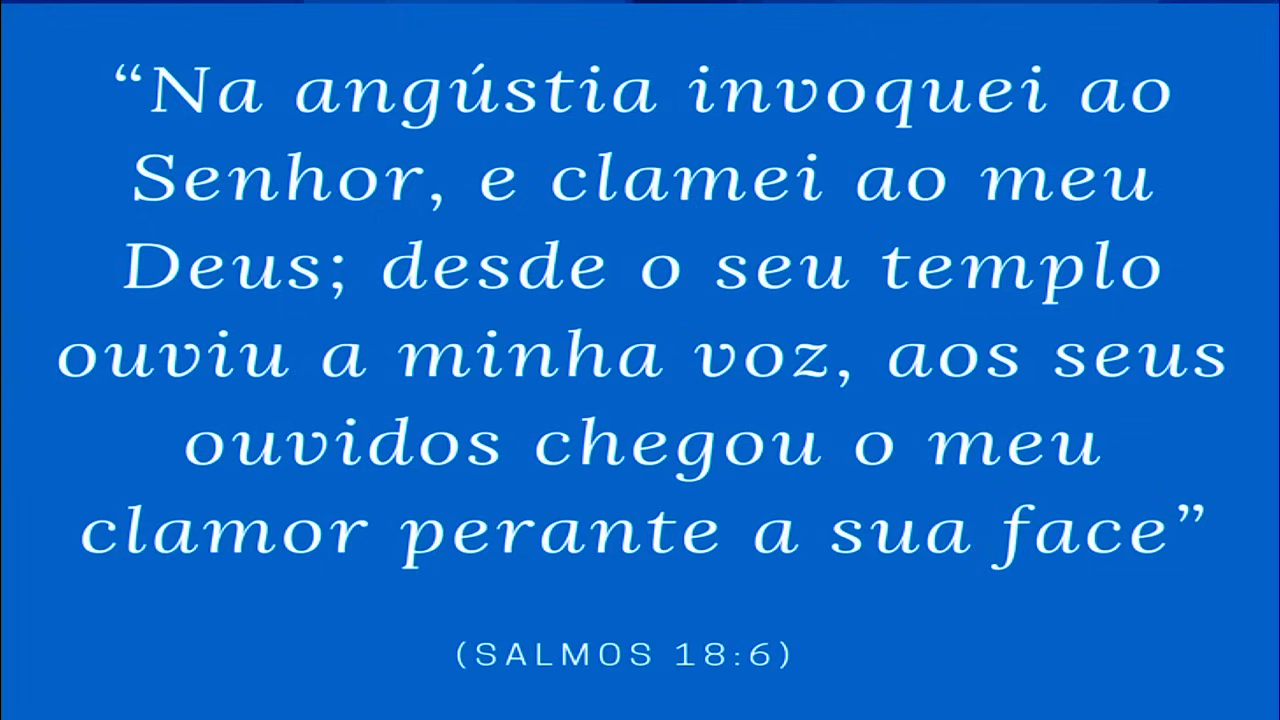 “Na angústia invoquei ao
Senhor, e clamei ao meu
Deus; desde o seu templo
ouviu a minha voz, aos seus
ouvidos chegou o meu
clamor perante a sua face”
(SALMOS 18:6)